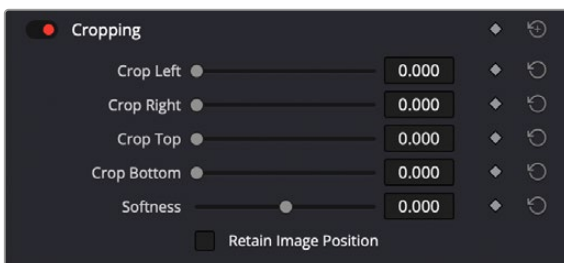 Cropping
Crop Left 0.000
Crop Right 0.000
Crop Top 0.000
Crop Bottom 0.000
Softness 0.000
Retain Image Position